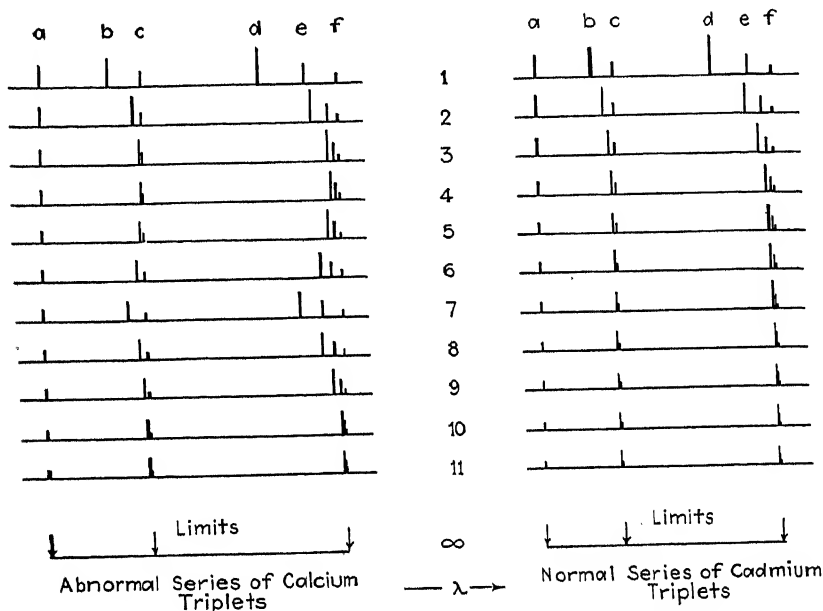 a b c d e f
a b c d e f
1
2
3
4
5
6
7
8
9
10
11
Limits
∞
Limits
Abnormal Series of Calcium
Triplets
λ
Normal Series of Cadmium
Triplets